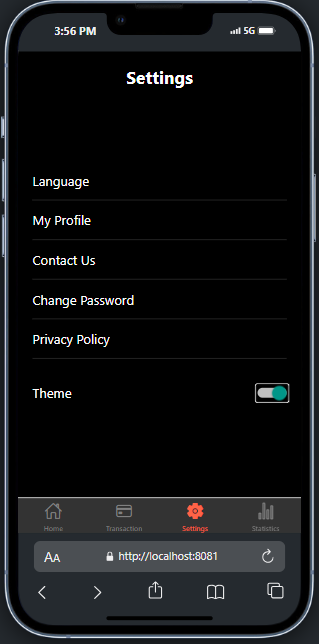 3:56 PM
5G
Settings
Language
My Profile
Contact Us
Change Password
Privacy Policy
Theme
Home
Transaction
Settings
Statistics
AA
http://localhost:8081